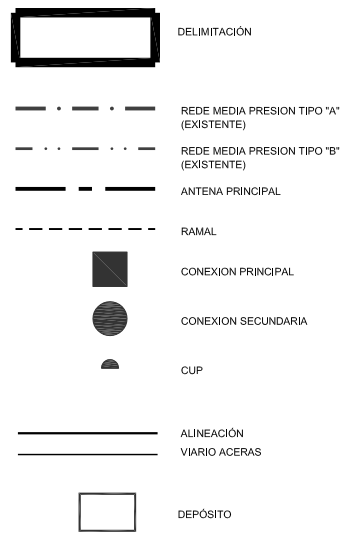 DELIMITACIÓN
REDE MEDIA PRESION TIPO "A"
(EXISTENTE)
REDE MEDIA PRESION TIPO "B"
(EXISTENTE)
ANTENA PRINCIPAL
RAMAL
CONEXION PRINCIPAL
CONEXION SECUNDARIA
CUP
ALINEACIÓN
VIARIO ACERAS
DEPÓSITO